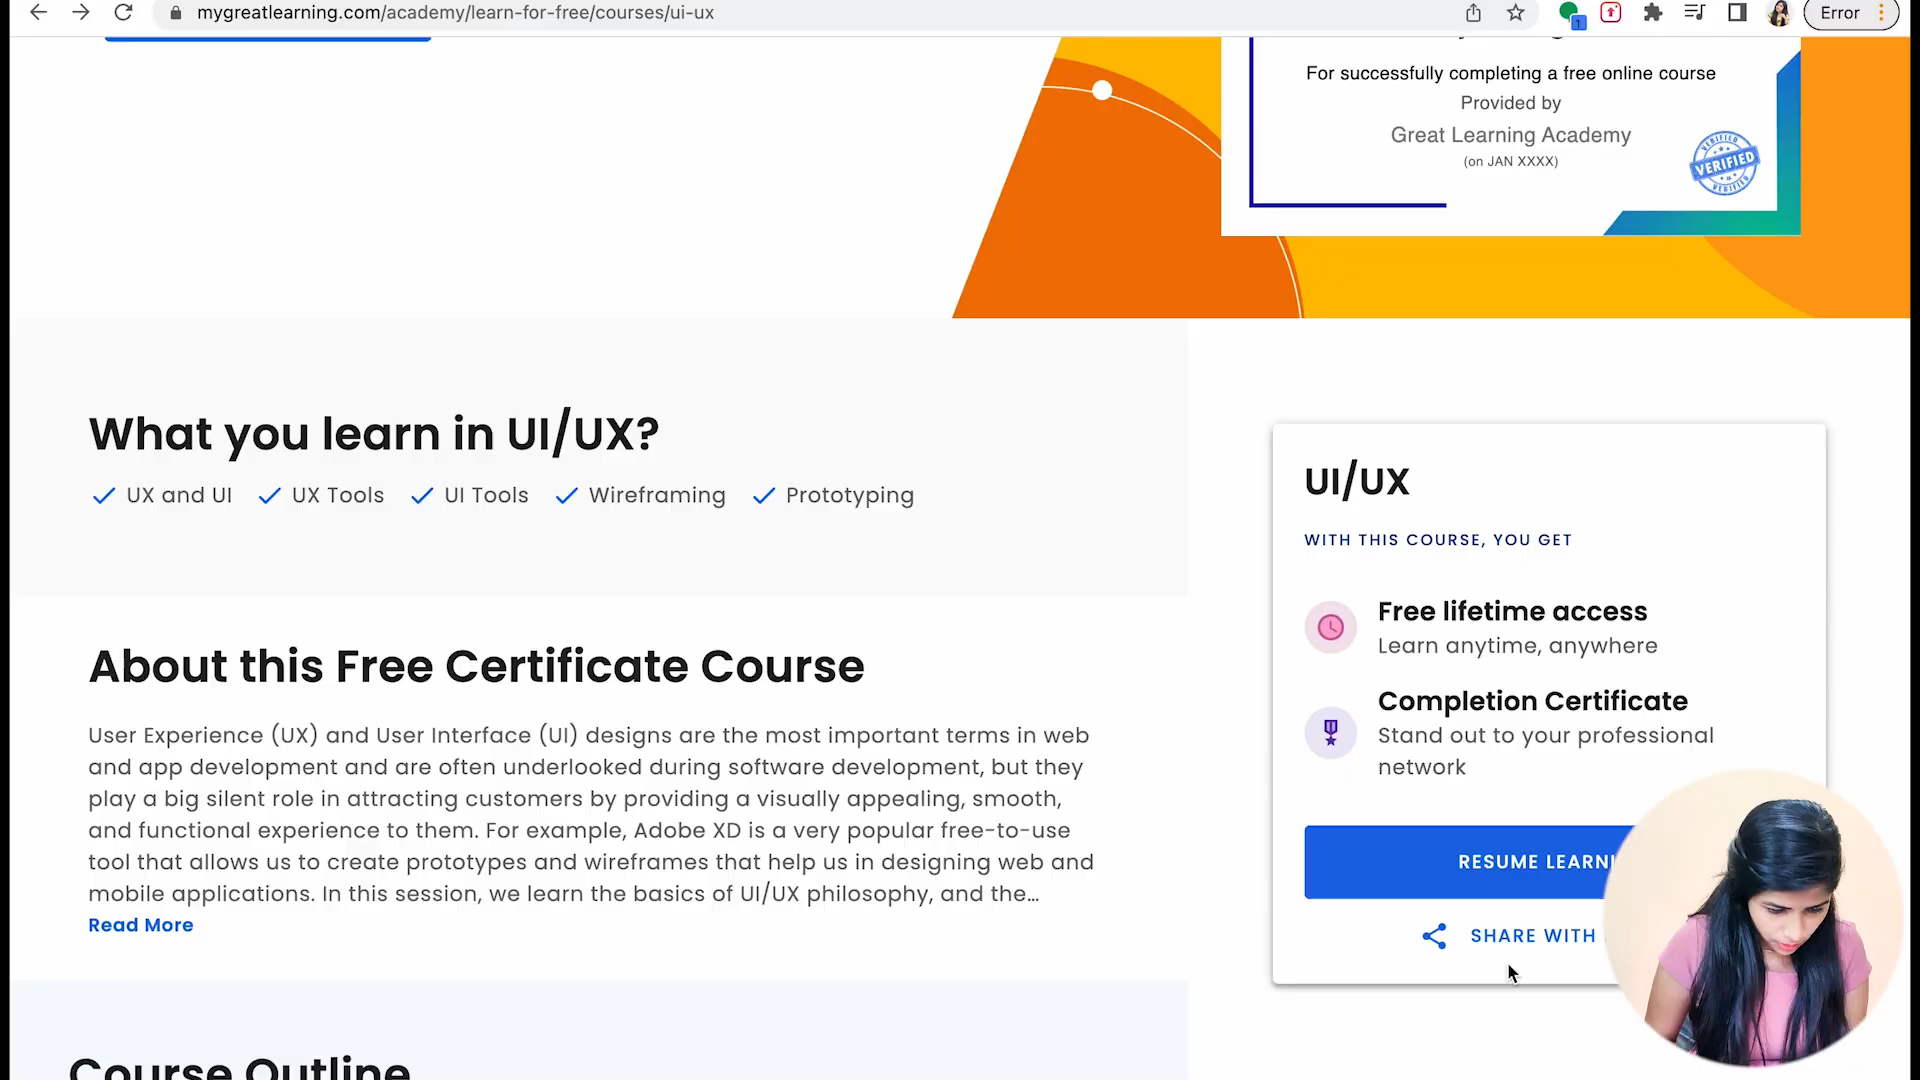 mygreatlearning.com/academy/learn-for-free/courses/ui-ux
Error
1
For successfully completing a free online course
Provided by
Great Learning Academy
(on JAN XXXX)
VERIFIED
VERIFIED
VERIFIED
What you learn in UI/UX?
UX and UI UX Tools UI Tools Wireframing Prototyping
About this Free Certificate Course
User Experience (UX) and User Interface (UI) designs are the most important terms in web
and app development and are often underlooked during software development, but they
play a big silent role in attracting customers by providing a visually appealing, smooth,
and functional experience to them. For example, Adobe XD is a very popular free-to-use
tool that allows us to create prototypes and wireframes that help us in designing web and
mobile applications. In this session, we learn the basics of UI/UX philosophy, and the...
Read More
Course Outline
UI/UX
WITH THIS COURSE, YOU GET
Free lifetime access
Learn anytime, anywhere
Completion Certificate
Stand out to your professional
network
RESUME LEARNI
SHARE WITH